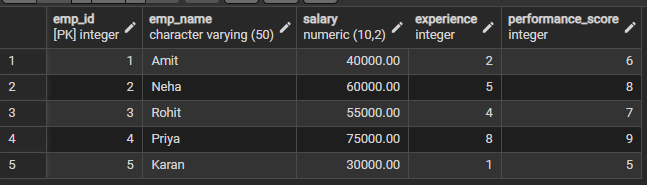 emp_id emp_name salary experience performance_score
[PK] integer character varying (50) numeric (10,2) integer integer
1 1 Amit 40000.00 2 6
2 2 Neha 60000.00 5 8
3 3 Rohit 55000.00 4 7
4 4 Priya 75000.00 8 9
5 5 Karan 30000.00 1 5